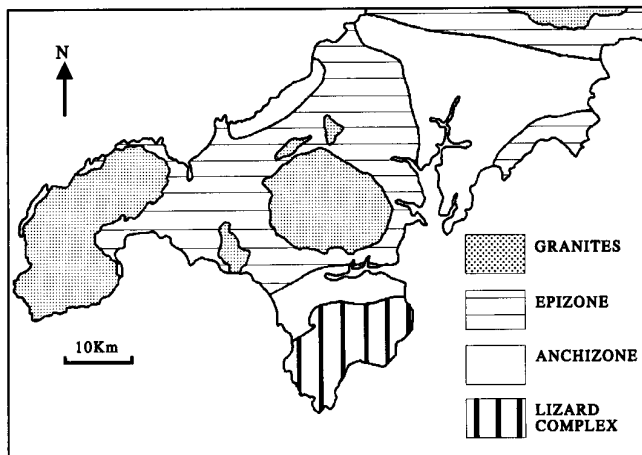 N
GRANITES
EPIZONE
ANCHIZONE
10Km
LIZARD
COMPLEX